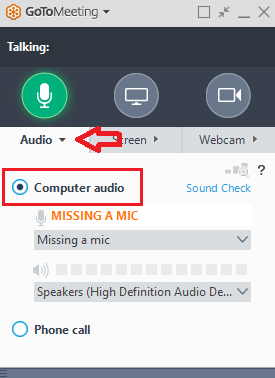 GoToMeeting
Talking:
Audio Screen Webcam
? 
Computer audio Sound Check
MISSING A MIC
Missing a mic
Speakers (High Definition Audio De...
Phone call